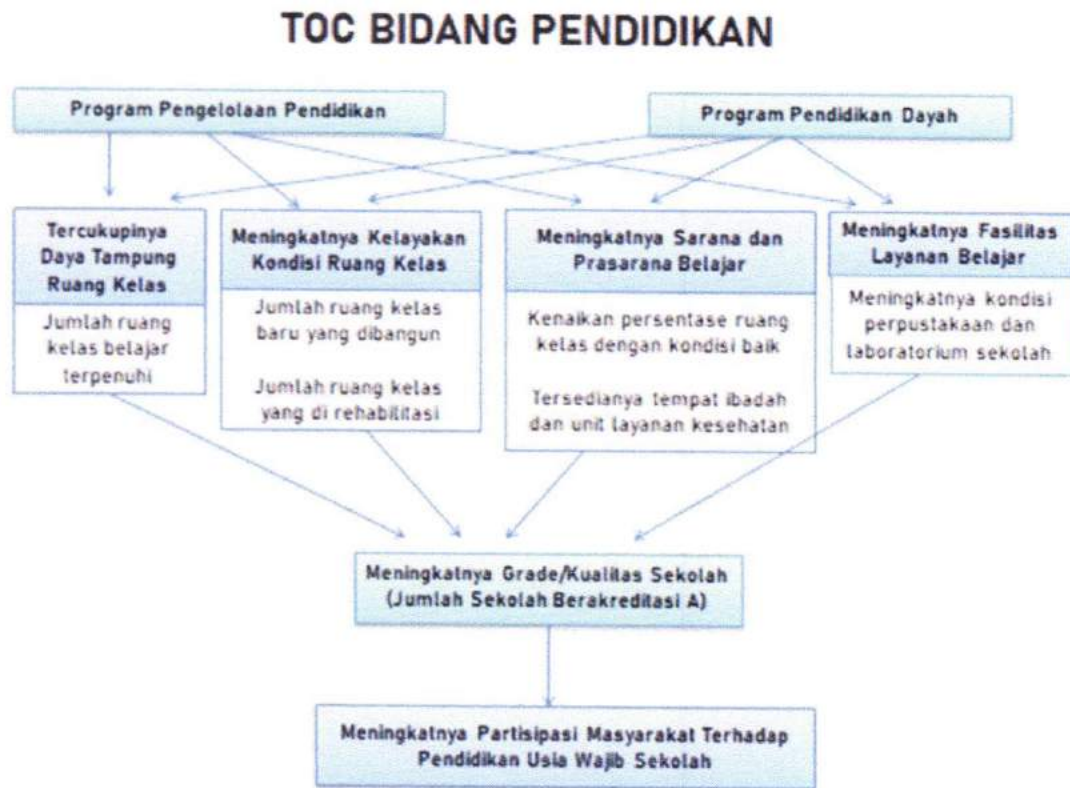 TOC BIDANG PENDIDIKAN
Program Pengelolaan Pendidikan
Program Pendidikan Dayah
Tercukupinya
Daya Tampung
Ruang Kelas
Jumlah ruang
kelas belajar
terpenuhi
Meningkatnya Kelayakan
Kondisi Ruang Kelas
Jumlah ruang kelas
baru yang dibangun
Jumlah ruang kelas
yang di rehabilitasi
Meningkatnya Sarana dan
Prasarana Belajar
Kenaikan persentase ruang
kelas dengan kondisi baik
Tersedianya tempat ibadah
dan unit layanan kesehatan
Meningkatnya Fasilitas
Layanan Belajar
Meningkatnya kondisi
perpustakaan dan
laboratorium sekolah
Meningkatnya Grade/Kualitas Sekolah
(Jumlah Sekolah Berakreditasi A)
Meningkatnya Partisipasi Masyarakat Terhadap
Pendidikan Usia Wajib Sekolah